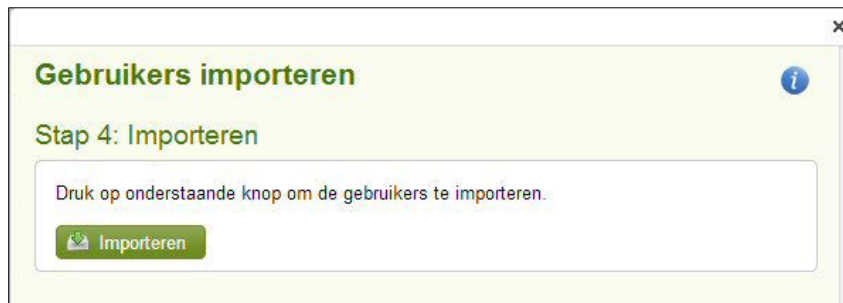 Gebruikers importeren
Stap 4: Importeren
Druk op onderstaande knop om de gebruikers te importeren.
Importeren